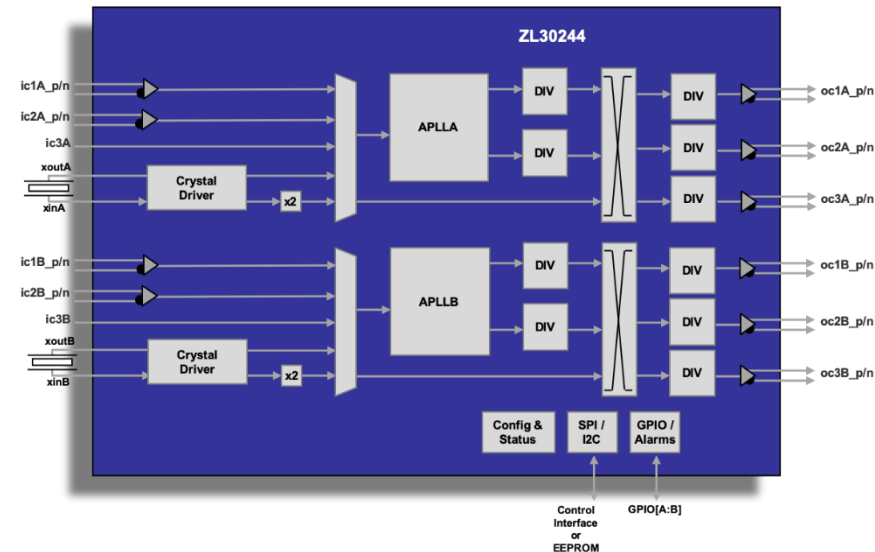 ZL30244
ic1A_p/n
ic2A_p/n
ic3A
xoutA
xinA
Crystal
Driver
x2
APLLA
DIV
DIV
DIV
DIV
DIV
oc1A_p/n
oc2A_p/n
oc3A_p/n
ic1B_p/n
ic2B_p/n
ic3B
xoutB
xinB
Crystal
Driver
x2
APLLB
DIV
DIV
DIV
DIV
DIV
oc1B_p/n
oc2B_p/n
oc3B_p/n
Config &
Status
SPI /
I2C
GPIO /
Alarms
Control
Interface
or
EEPROM
GPIO[A:B]